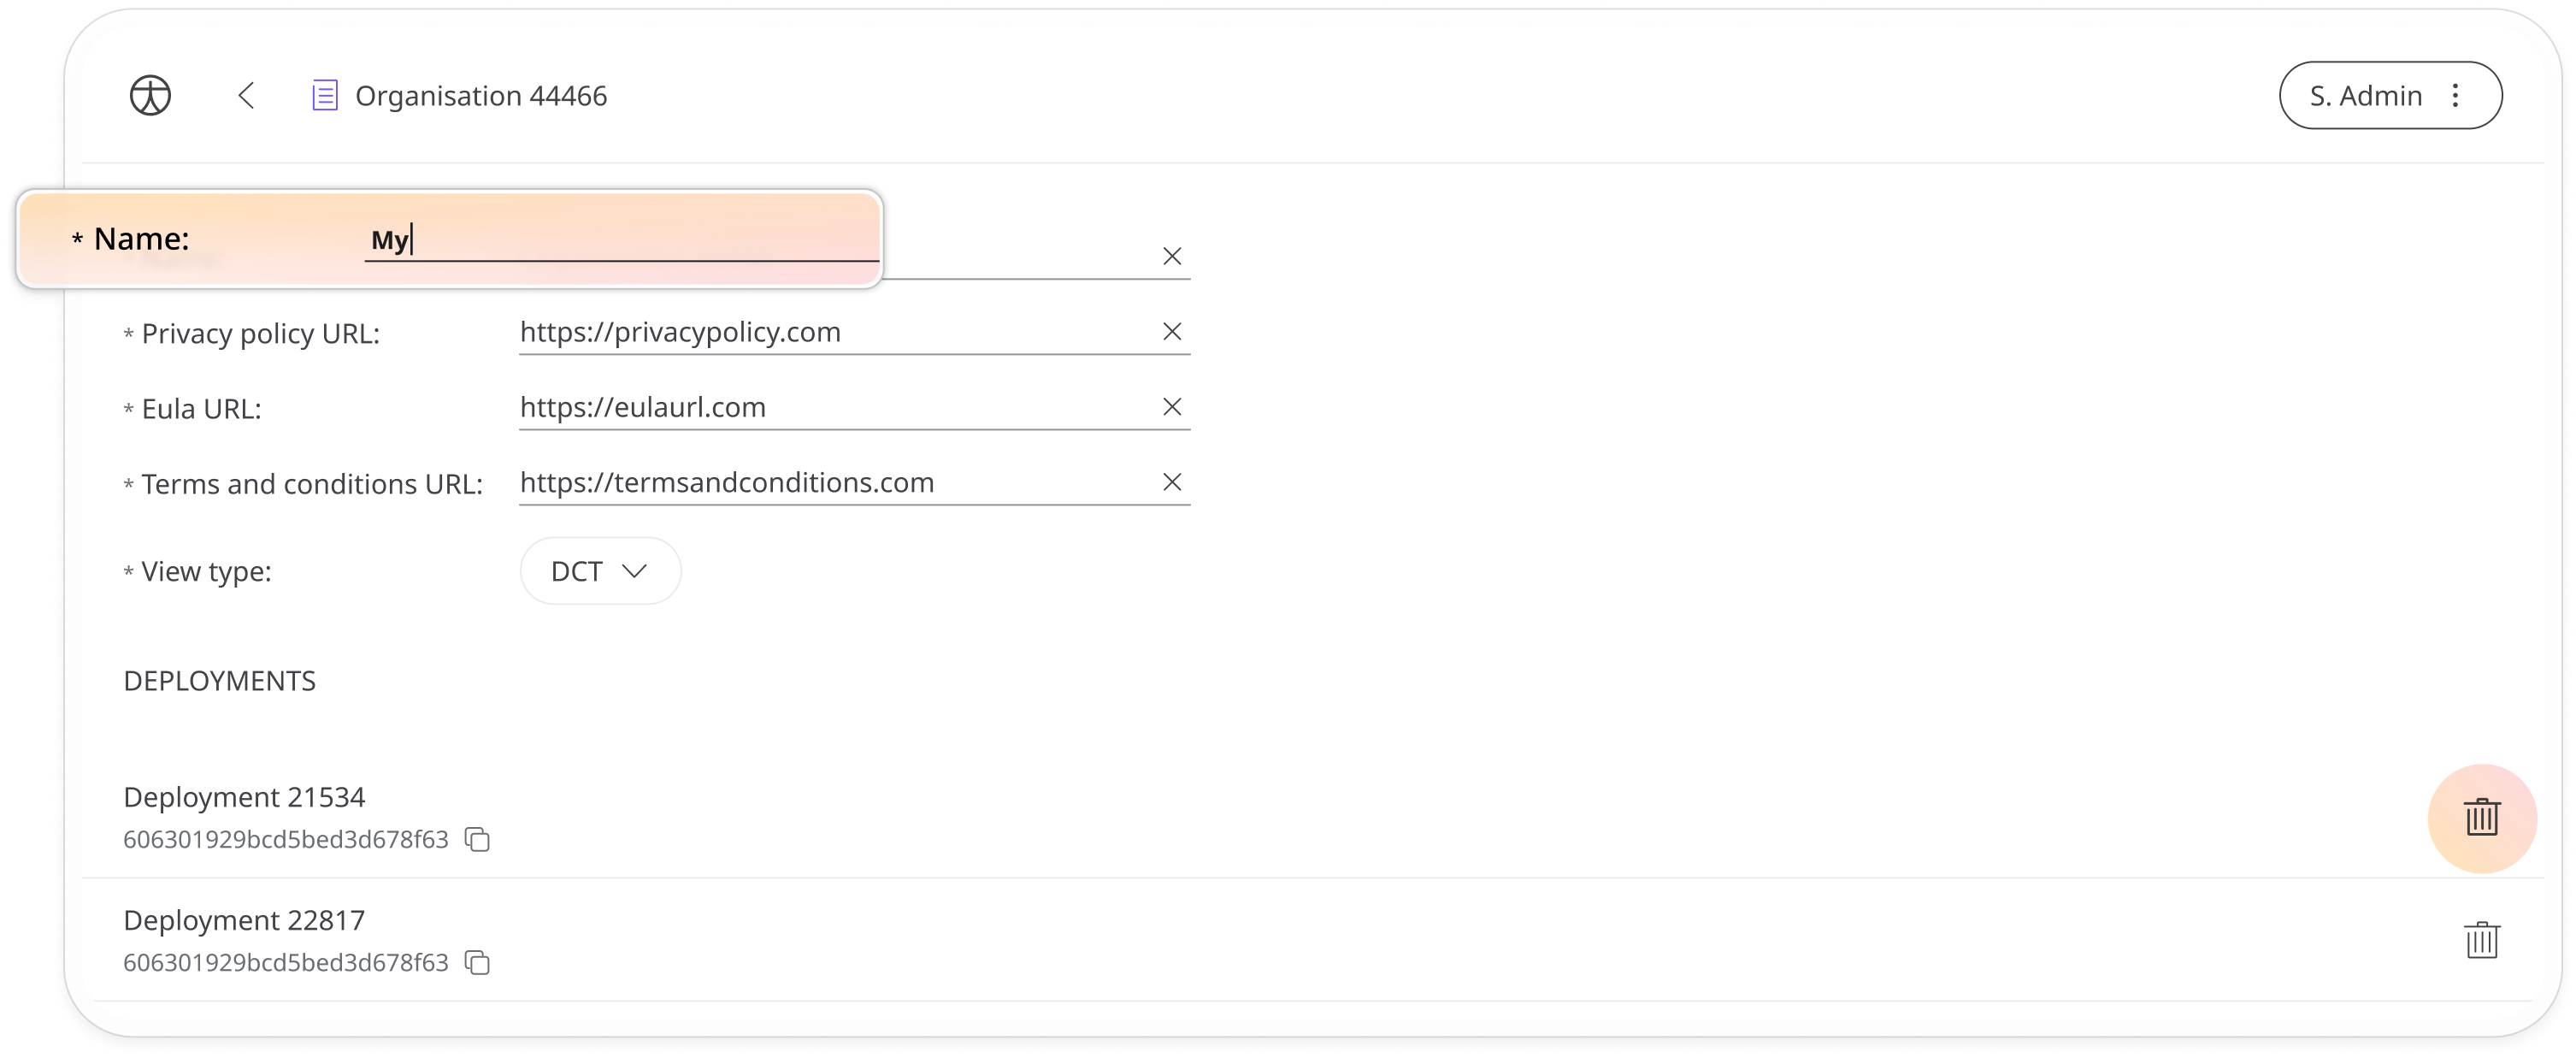 Organisation 44466
S. Admin
* Name: My
* Privacy policy URL: https://privacypolicy.com
* Eula URL: https://eulaurl.com
* Terms and conditions URL: https://termsandconditions.com
* View type: DCT
DEPLOYMENTS
Deployment 21534
606301929bcd5bed3d678f63
Deployment 22817
606301929bcd5bed3d678f63